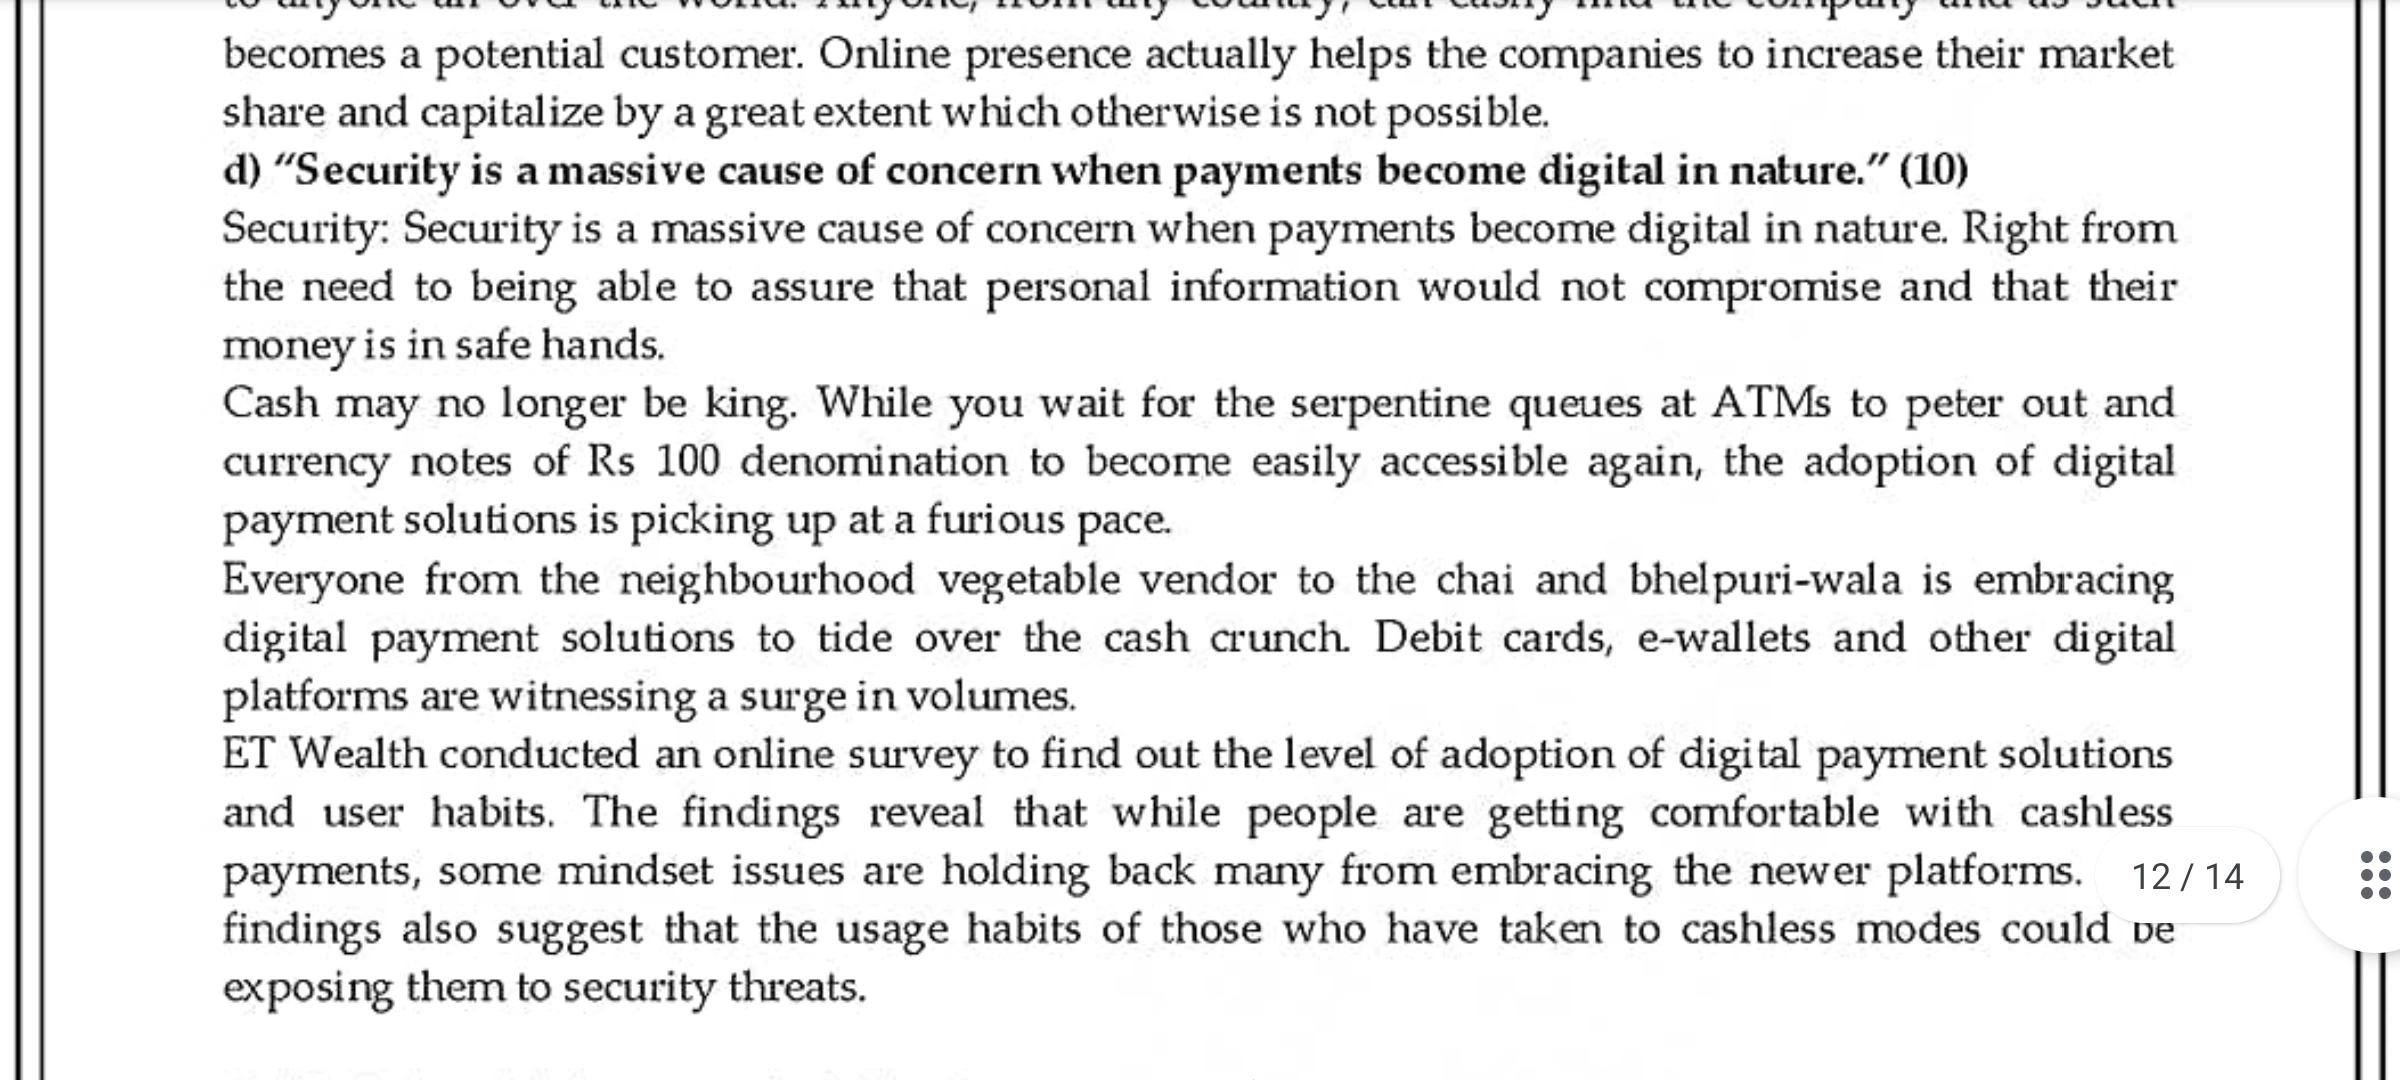 becomes a potential customer. Online presence actually helps the companies to increase their market
share and capitalize by a great extent which otherwise is not possible.
d) “Security is a massive cause of concern when payments become digital in nature.” (10)
Security: Security is a massive cause of concern when payments become digital in nature. Right from
the need to being able to assure that personal information would not compromise and that their
money is in safe hands.
Cash may no longer be king. While you wait for the serpentine queues at ATMs to peter out and
currency notes of Rs 100 denomination to become easily accessible again, the adoption of digital
payment solutions is picking up at a furious pace.
Everyone from the neighbourhood vegetable vendor to the chai and bhelpuri-wala is embracing
digital payment solutions to tide over the cash crunch. Debit cards, e-wallets and other digital
platforms are witnessing a surge in volumes.
ET Wealth conducted an online survey to find out the level of adoption of digital payment solutions
and user habits. The findings reveal that while people are getting comfortable with cashless
payments, some mindset issues are holding back many from embracing the newer platforms.
12 / 14
findings also suggest that the usage habits of those who have taken to cashless modes could be
exposing them to security threats.